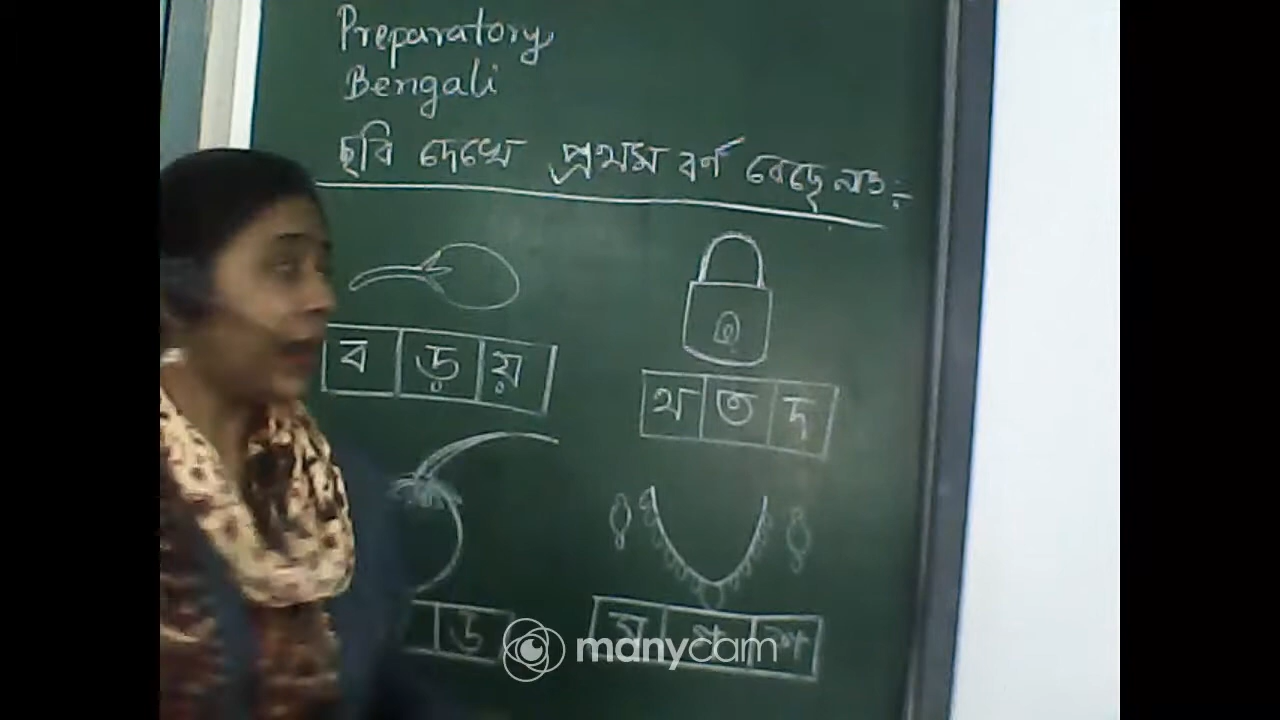 Preparatory
Bengali
ছবি দেখে প্রথম বর্ণ বেছে নাও :-
ব ড় য়
থ ত দ
ড
manycam